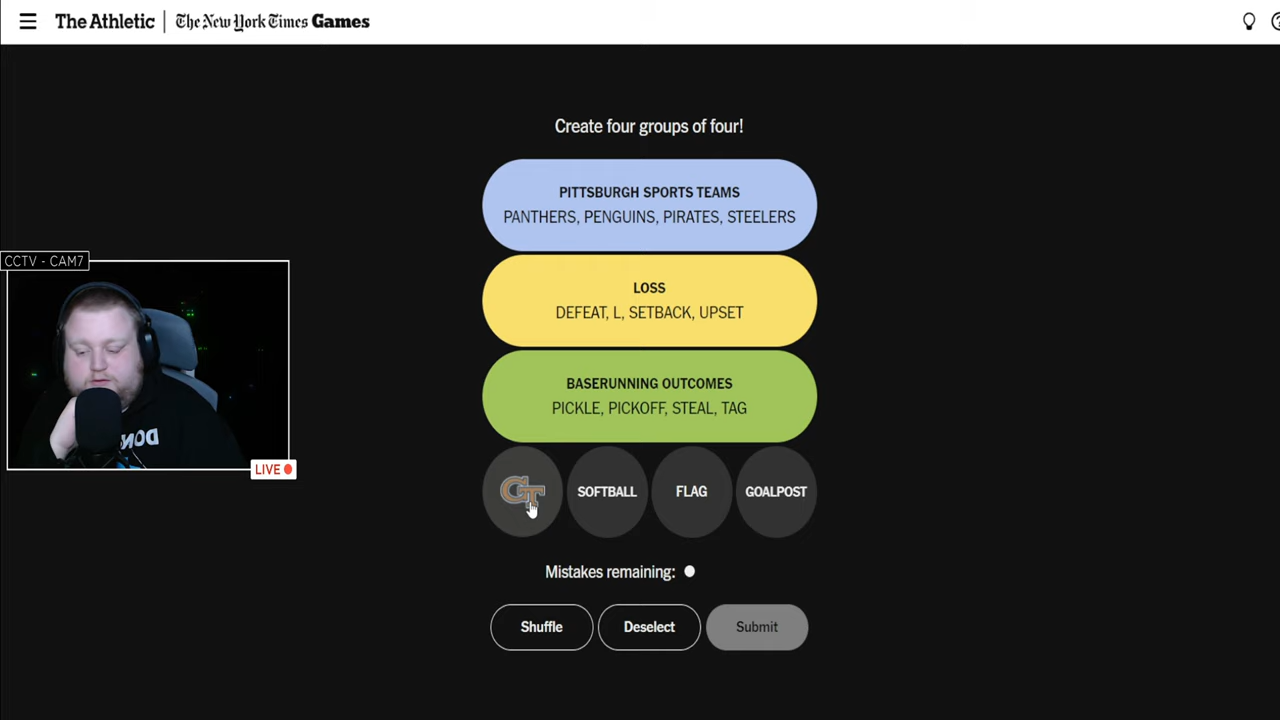 The Athletic | The New York Times Games
Create four groups of four!
PITTSBURGH SPORTS TEAMS
PANTHERS, PENGUINS, PIRATES, STEELERS
CCTV - CAM7
LOSS
DEFEAT, L, SETBACK, UPSET
BASERUNNING OUTCOMES
PICKLE, PICKOFF, STEAL, TAG
LIVE
GT SOFTBALL FLAG GOALPOST
Mistakes remaining:
Shuffle Deselect Submit